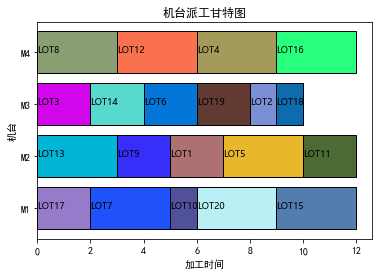 机台派工甘特图
M4
LOT8
LOT12
LOT4
LOT16
M3
LOT3
LOT14
LOT6
LOT19
LOT2
LOT18
机台
M2
LOT13
LOT9
LOT1
LOT5
LOT11
M1
LOT17
LOT7
LOT10
LOT20
LOT15
0 2 4 6 8 10 12
加工时间